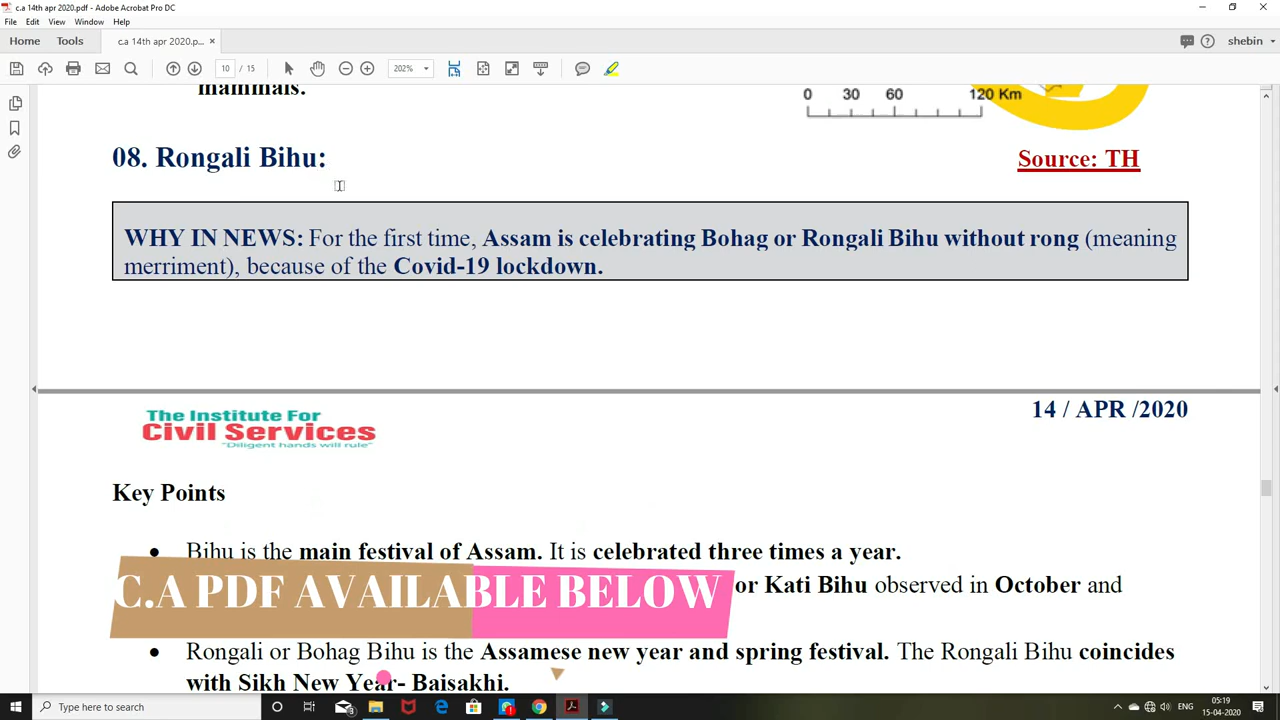 c.a 14th apr 2020.pdf - Adobe Acrobat Pro DC
File Edit View Window Help
Home Tools c.a 14th apr 2020.p... × shebin
10 / 15 202%
mammals.
0 30 60 120 Km
08. Rongali Bihu: Source: TH
WHY IN NEWS: For the first time, Assam is celebrating Bohag or Rongali Bihu without rong (meaning
merriment), because of the Covid-19 lockdown.
The Institute For
Civil Services
"Diligent hands will rule"
14 / APR /2020
Key Points
• Bihu is the main festival of Assam. It is celebrated three times a year.
or Kati Bihu observed in October and
C.A PDF AVAILABLE BELOW
• Rongali or Bohag Bihu is the Assamese new year and spring festival. The Rongali Bihu coincides
with Sikh New Year- Baisakhi.
Type here to search
ENG
05:19
15-04-2020